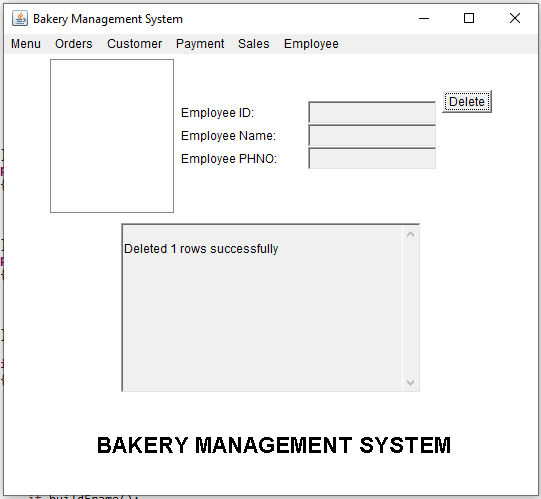 Bakery Management System
Menu Orders Customer Payment Sales Employee
Delete
Employee ID:
Employee Name:
Employee PHNO:
Deleted 1 rows successfully
BAKERY MANAGEMENT SYSTEM